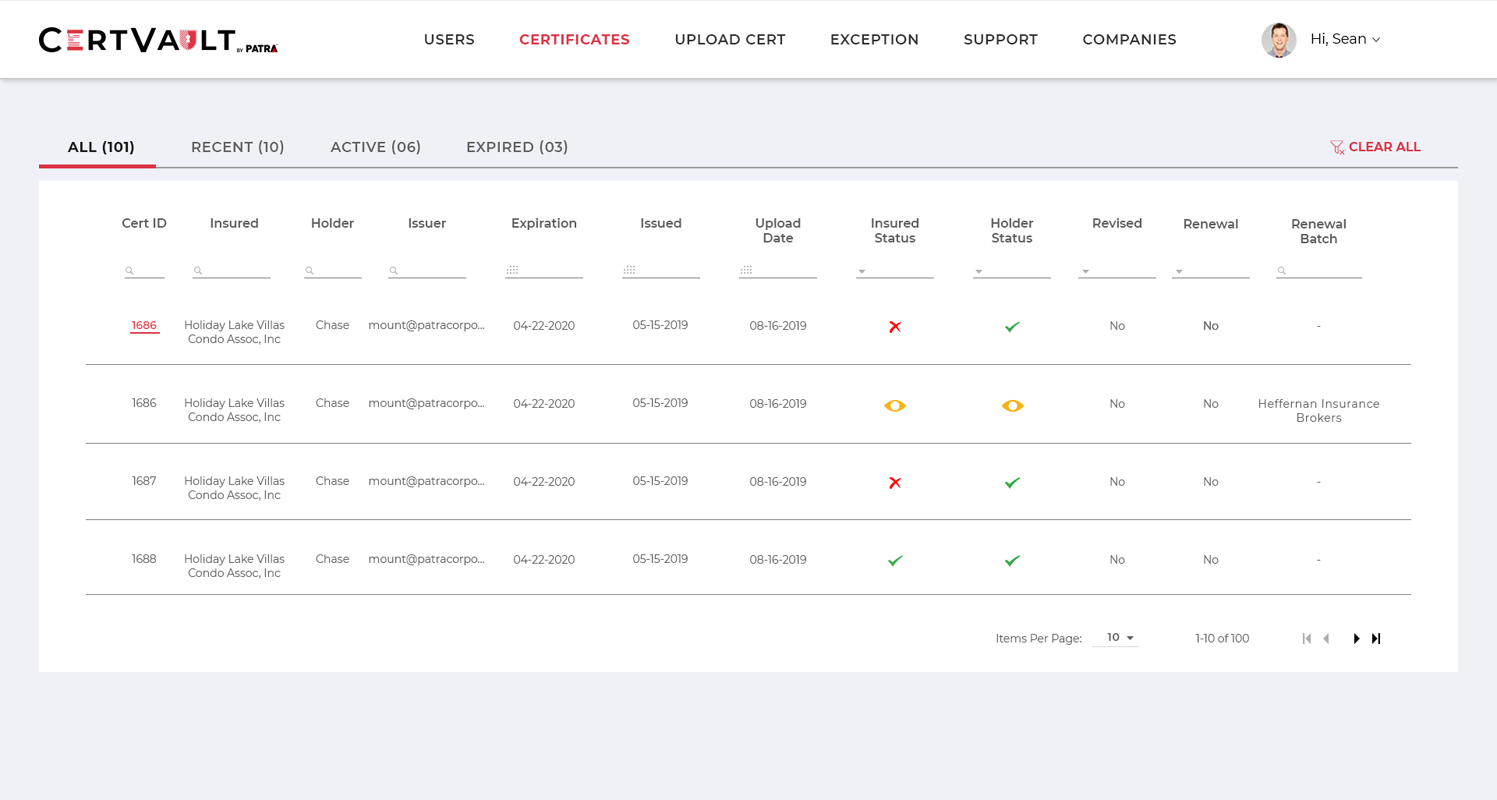 CERTVAULT BY PATRA
USERS
CERTIFICATES
UPLOAD CERT
EXCEPTION
SUPPORT
COMPANIES
Hi, Sean
ALL (101)
RECENT (10)
ACTIVE (06)
EXPIRED (03)
CLEAR ALL
Cert ID
Insured
Holder
Issuer
Expiration
Issued
Upload
Date
Insured
Status
Holder
Status
Revised
Renewal
Renewal
Batch
1686
Holiday Lake Villas
Condo Assoc, Inc
Chase
mount@patracorpo...
04-22-2020
05-15-2019
08-16-2019
No
No
-
1686
Holiday Lake Villas
Condo Assoc, Inc
Chase
mount@patracorpo...
04-22-2020
05-15-2019
08-16-2019
No
No
Heffernan Insurance
Brokers
1687
Holiday Lake Villas
Condo Assoc, Inc
Chase
mount@patracorpo...
04-22-2020
05-15-2019
08-16-2019
No
No
-
1688
Holiday Lake Villas
Condo Assoc, Inc
Chase
mount@patracorpo...
04-22-2020
05-15-2019
08-16-2019
No
No
-
Items Per Page:
10
1-10 of 100